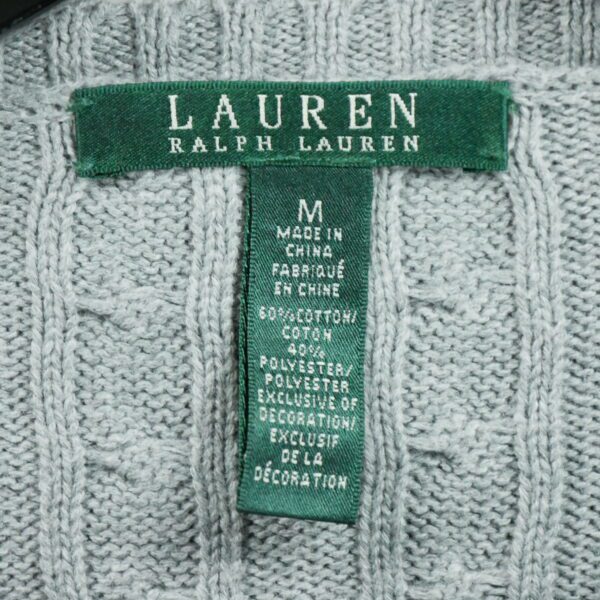 LAUREN
RALPH LAUREN
M
MADE IN
CHINA
FABRIQUÉ
EN CHINE
60%COTTON/
COTON
40%
POLYESTER/
POLYESTER
EXCLUSIVE OF
DECORATION/
EXCLUSIF
DE LA
DÉCORATION